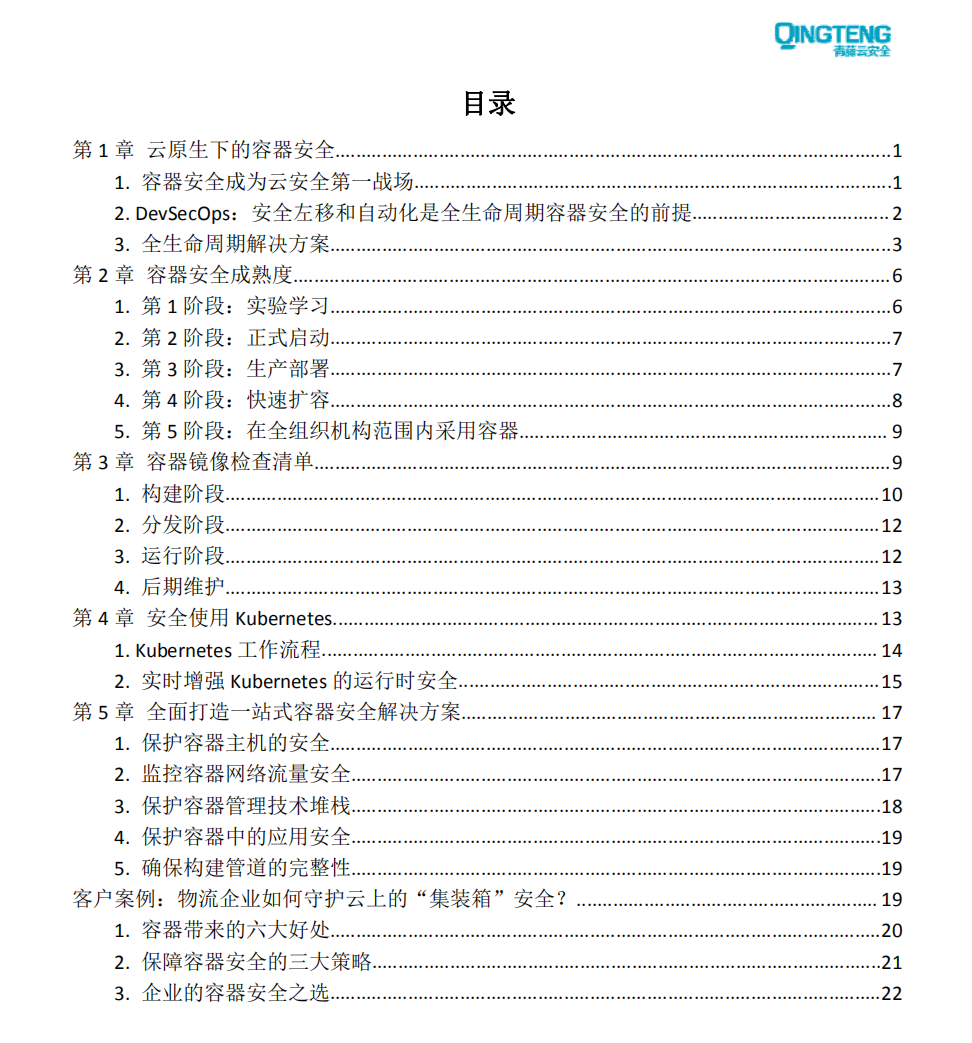 QINGTENG
青藤云安全
目录
第 1 章 云原生下的容器安全........1
1. 容器安全成为云安全第一战场........1
2. DevSecOps：安全左移和自动化是全生命周期容器安全的前提........2
3. 全生命周期解决方案........3
第 2 章 容器安全成熟度........6
1. 第 1 阶段：实验学习........6
2. 第 2 阶段：正式启动........7
3. 第 3 阶段：生产部署........7
4. 第 4 阶段：快速扩容........8
5. 第 5 阶段：在全组织机构范围内采用容器........9
第 3 章 容器镜像检查清单........9
1. 构建阶段........10
2. 分发阶段........12
3. 运行阶段........12
4. 后期维护........13
第 4 章 安全使用 Kubernetes........13
1. Kubernetes 工作流程........14
2. 实时增强 Kubernetes 的运行时安全........15
第 5 章 全面打造一站式容器安全解决方案........17
1. 保护容器主机的安全........17
2. 监控容器网络流量安全........17
3. 保护容器管理技术堆栈........18
4. 保护容器中的应用安全........19
5. 确保构建管道的完整性........19
客户案例：物流企业如何守护云上的“集装箱”安全？........19
1. 容器带来的六大好处........20
2. 保障容器安全的三大策略........21
3. 企业的容器安全之选........22